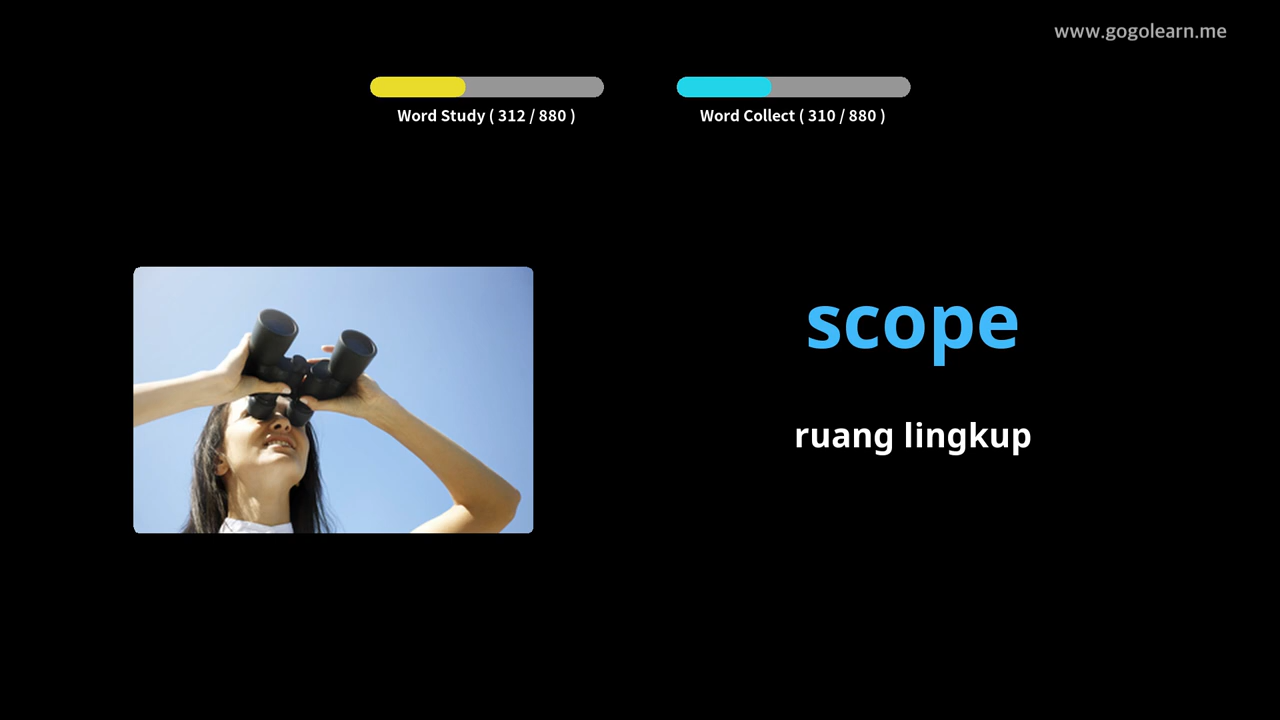 www.gogolearn.me
Word Study ( 312 / 880 )
Word Collect ( 310 / 880 )
scope
ruang lingkup